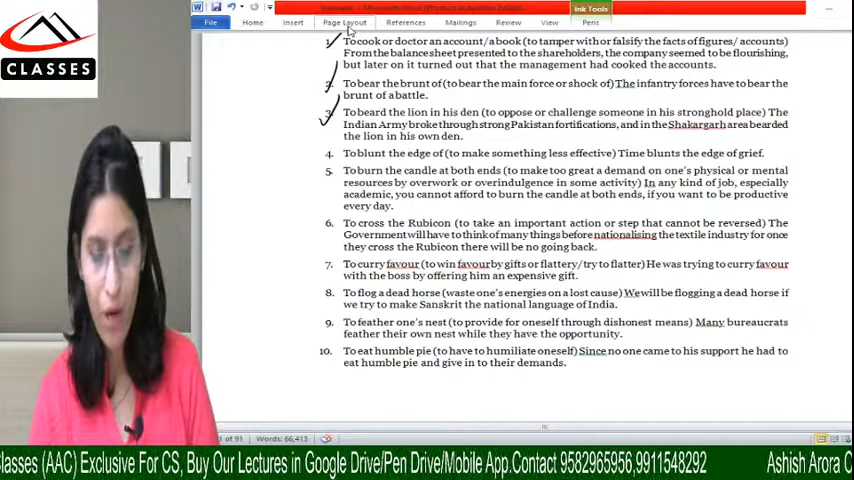 Ink Tools
File Home Insert Page Layout References Mailings Review View Pens
CLASSES
1. To cook or doctor an account/a book (to tamper with or falsify the facts of figures/ accounts)
From the balance sheet presented to the shareholders, the company seemed to be flourishing,
but later on it turned out that the management had cooked the accounts.
2. To bear the brunt of (to bear the main force or shock of) The infantry forces have to bear the
brunt of a battle.
3. To beard the lion in his den (to oppose or challenge someone in his stronghold place) The
Indian Army broke through strong Pakistan fortifications, and in the Shakargarh area bearded
the lion in his own den.
4. To blunt the edge of (to make something less effective) Time blunts the edge of grief.
5. To burn the candle at both ends (to make too great a demand on one's physical or mental
resources by overwork or overindulgence in some activity) In any kind of job, especially
academic, you cannot afford to burn the candle at both ends, if you want to be productive
every day.
6. To cross the Rubicon (to take an important action or step that cannot be reversed) The
Government will have to think of many things before nationalising the textile industry for once
they cross the Rubicon there will be no going back.
7. To curry favour (to win favour by gifts or flattery/try to flatter) He was trying to curry favour
with the boss by offering him an expensive gift.
8. To flog a dead horse (waste one's energies on a lost cause) We will be flogging a dead horse if
we try to make Sanskrit the national language of India.
9. To feather one's nest (to provide for oneself through dishonest means) Many bureaucrats
feather their own nest while they have the opportunity.
10. To eat humble pie (to have to humiliate oneself) Since no one came to his support he had to
eat humble pie and give in to their demands.
of 91 Words: 66,413
Classes (AAC) Exclusive For CS, Buy Our Lectures in Google Drive/Pen Drive/Mobile App.Contact 9582965956,9911548292 Ashish Arora C